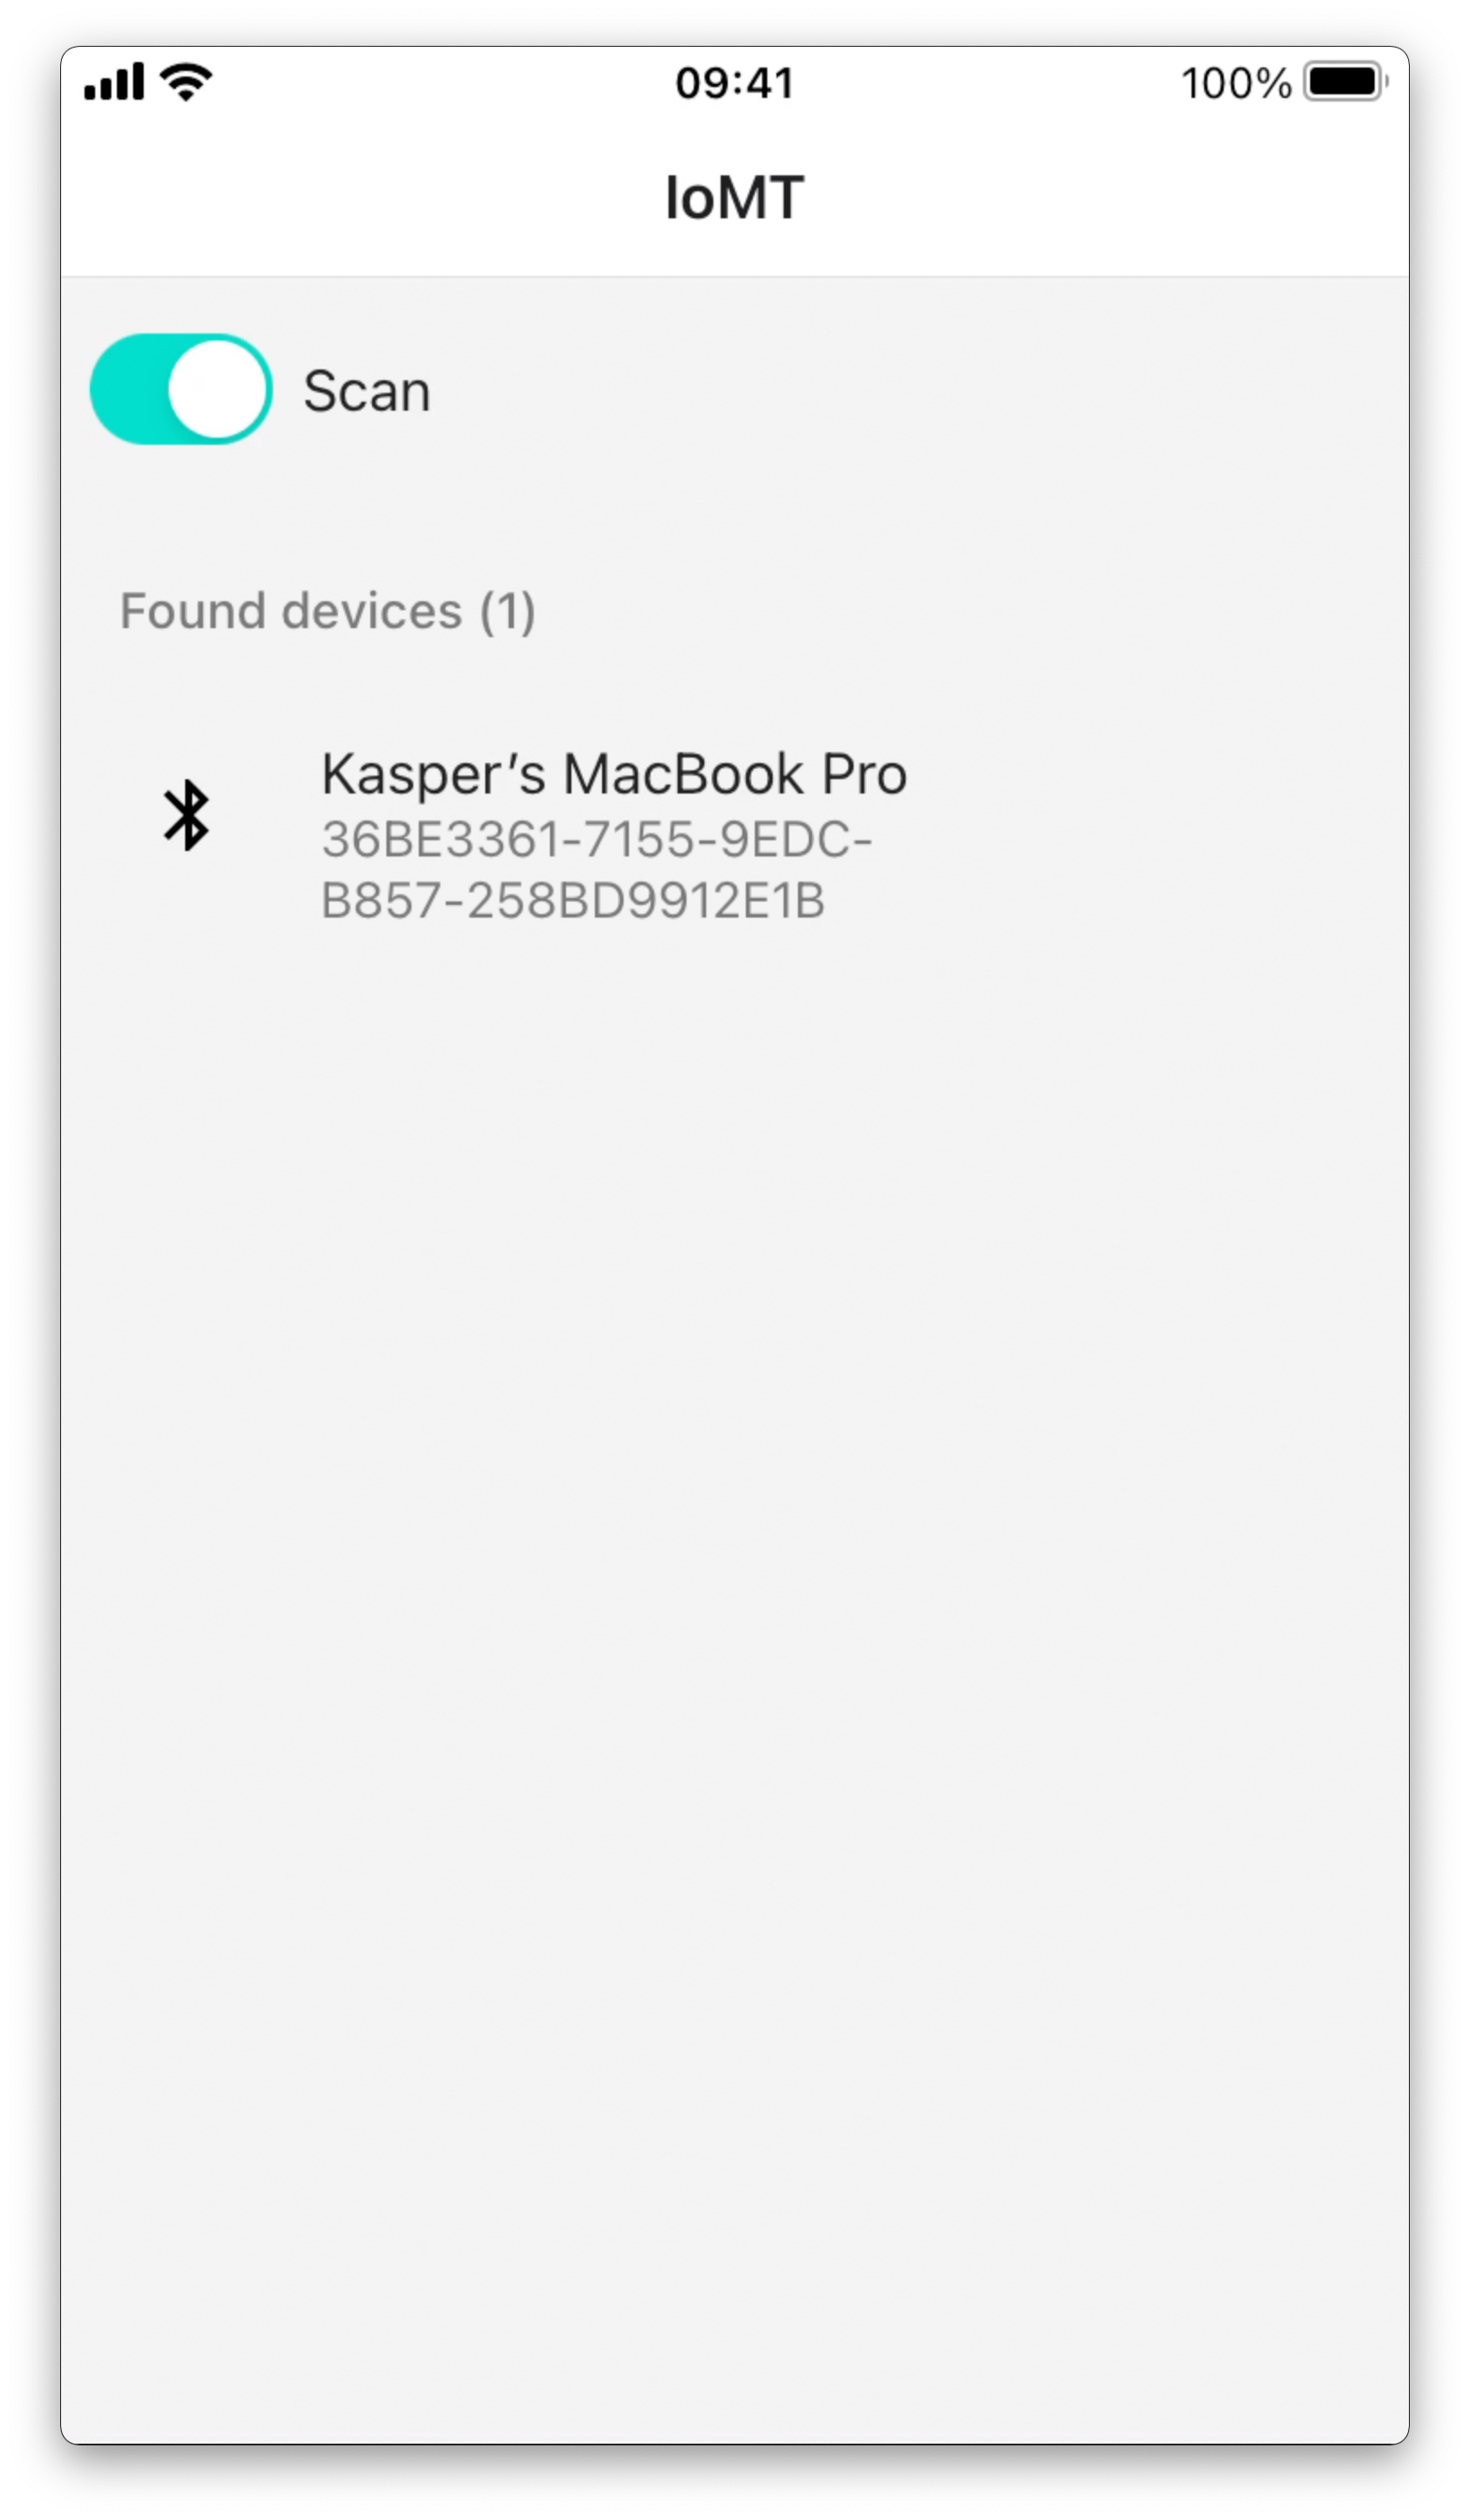 09:41
100%
IoMT
Scan
Found devices (1)
Kasper’s MacBook Pro
36BE3361-7155-9EDC-
B857-258BD9912E1B